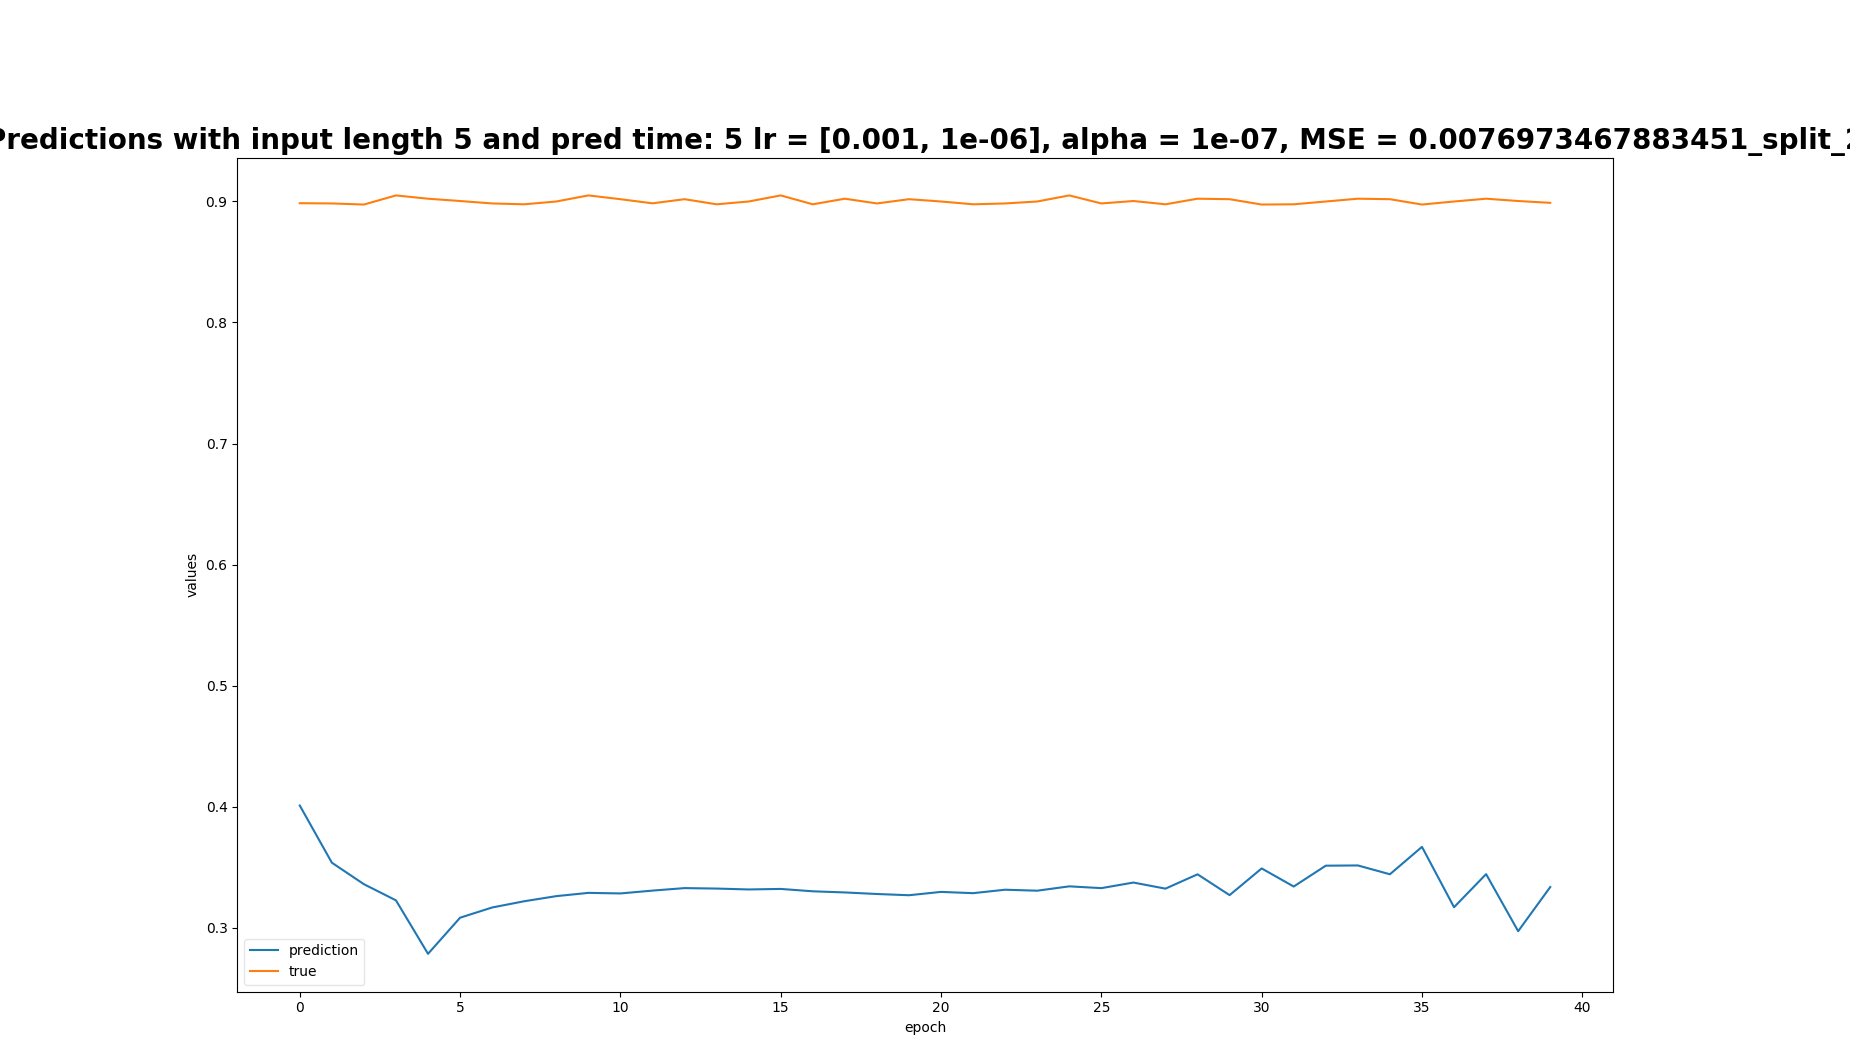 Predictions with input length 5 and pred time: 5 lr = [0.001, 1e-06], alpha = 1e-07, MSE = 0.0076973467883451_split_2
0.9
0.8
0.7
0.6
0.5
0.4
0.3
values
prediction
true
0 5 10 15 20 25 30 35 40
epoch